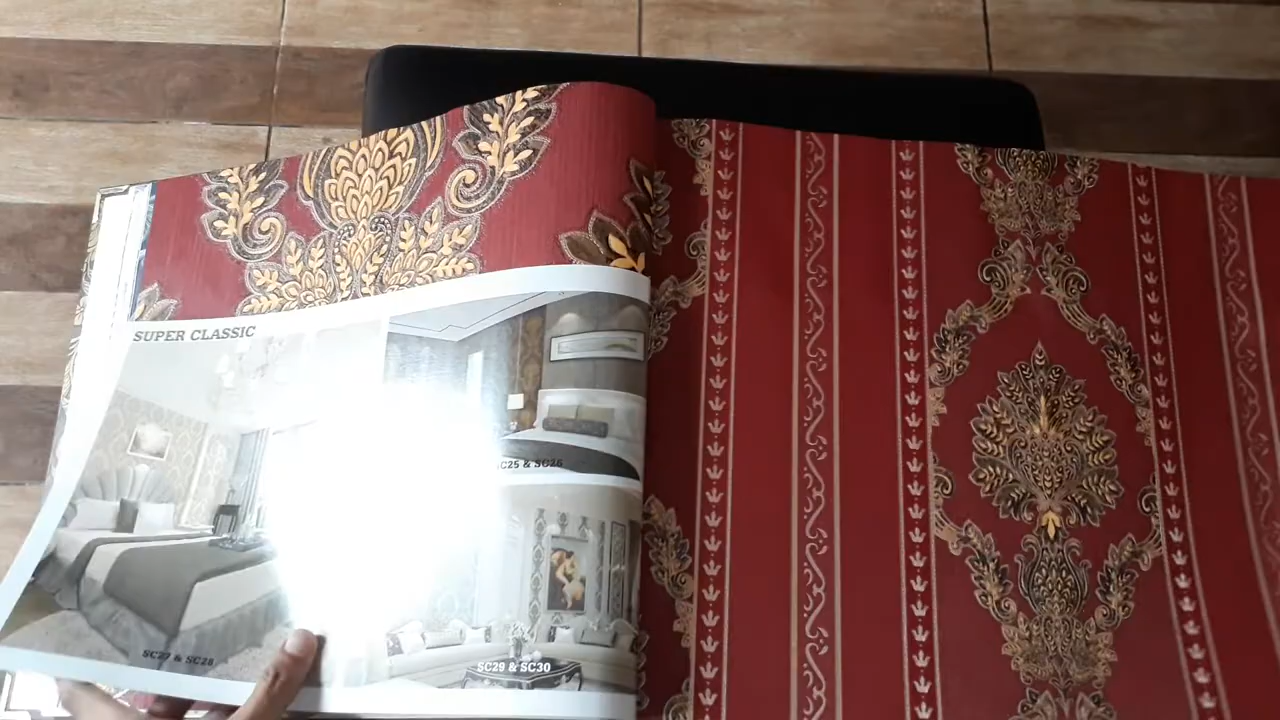 SUPER CLASSIC
SC25 & SC26
SC27 & SC28
SC29 & SC30